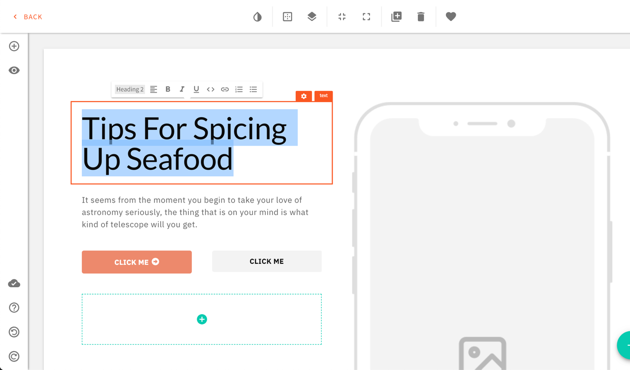 BACK
Heading 2
text
Tips For Spicing
Up Seafood
It seems from the moment you begin to take your love of
astronomy seriously, the thing that is on your mind is what
kind of telescope will you get.
CLICK ME
CLICK ME